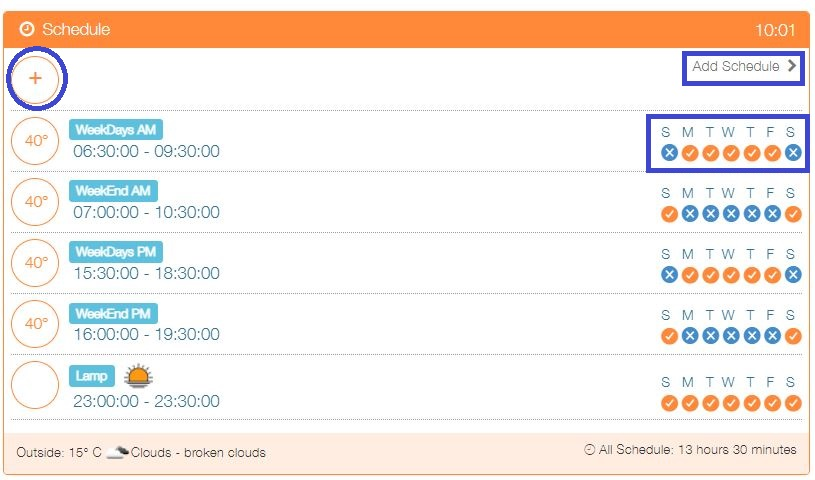 Schedule 10:01
+ Add Schedule
40° WeekDays AM S M T W T F S
06:30:00 - 09:30:00
40° WeekEnd AM S M T W T F S
07:00:00 - 10:30:00
40° WeekDays PM S M T W T F S
15:30:00 - 18:30:00
40° WeekEnd PM S M T W T F S
16:00:00 - 19:30:00
Lamp S M T W T F S
23:00:00 - 23:30:00
Outside: 15° C Clouds - broken clouds All Schedule: 13 hours 30 minutes